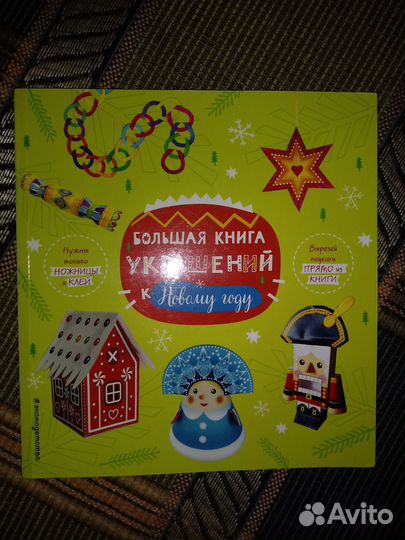 БОЛЬШАЯ КНИГА
УКРАШЕНИЙ
К Новому году
Нужны
только
НОЖНИЦЫ
и КЛЕЙ
Вырезай
поделки
ПРЯМО из
КНИГИ
#эксмодетство
Avito